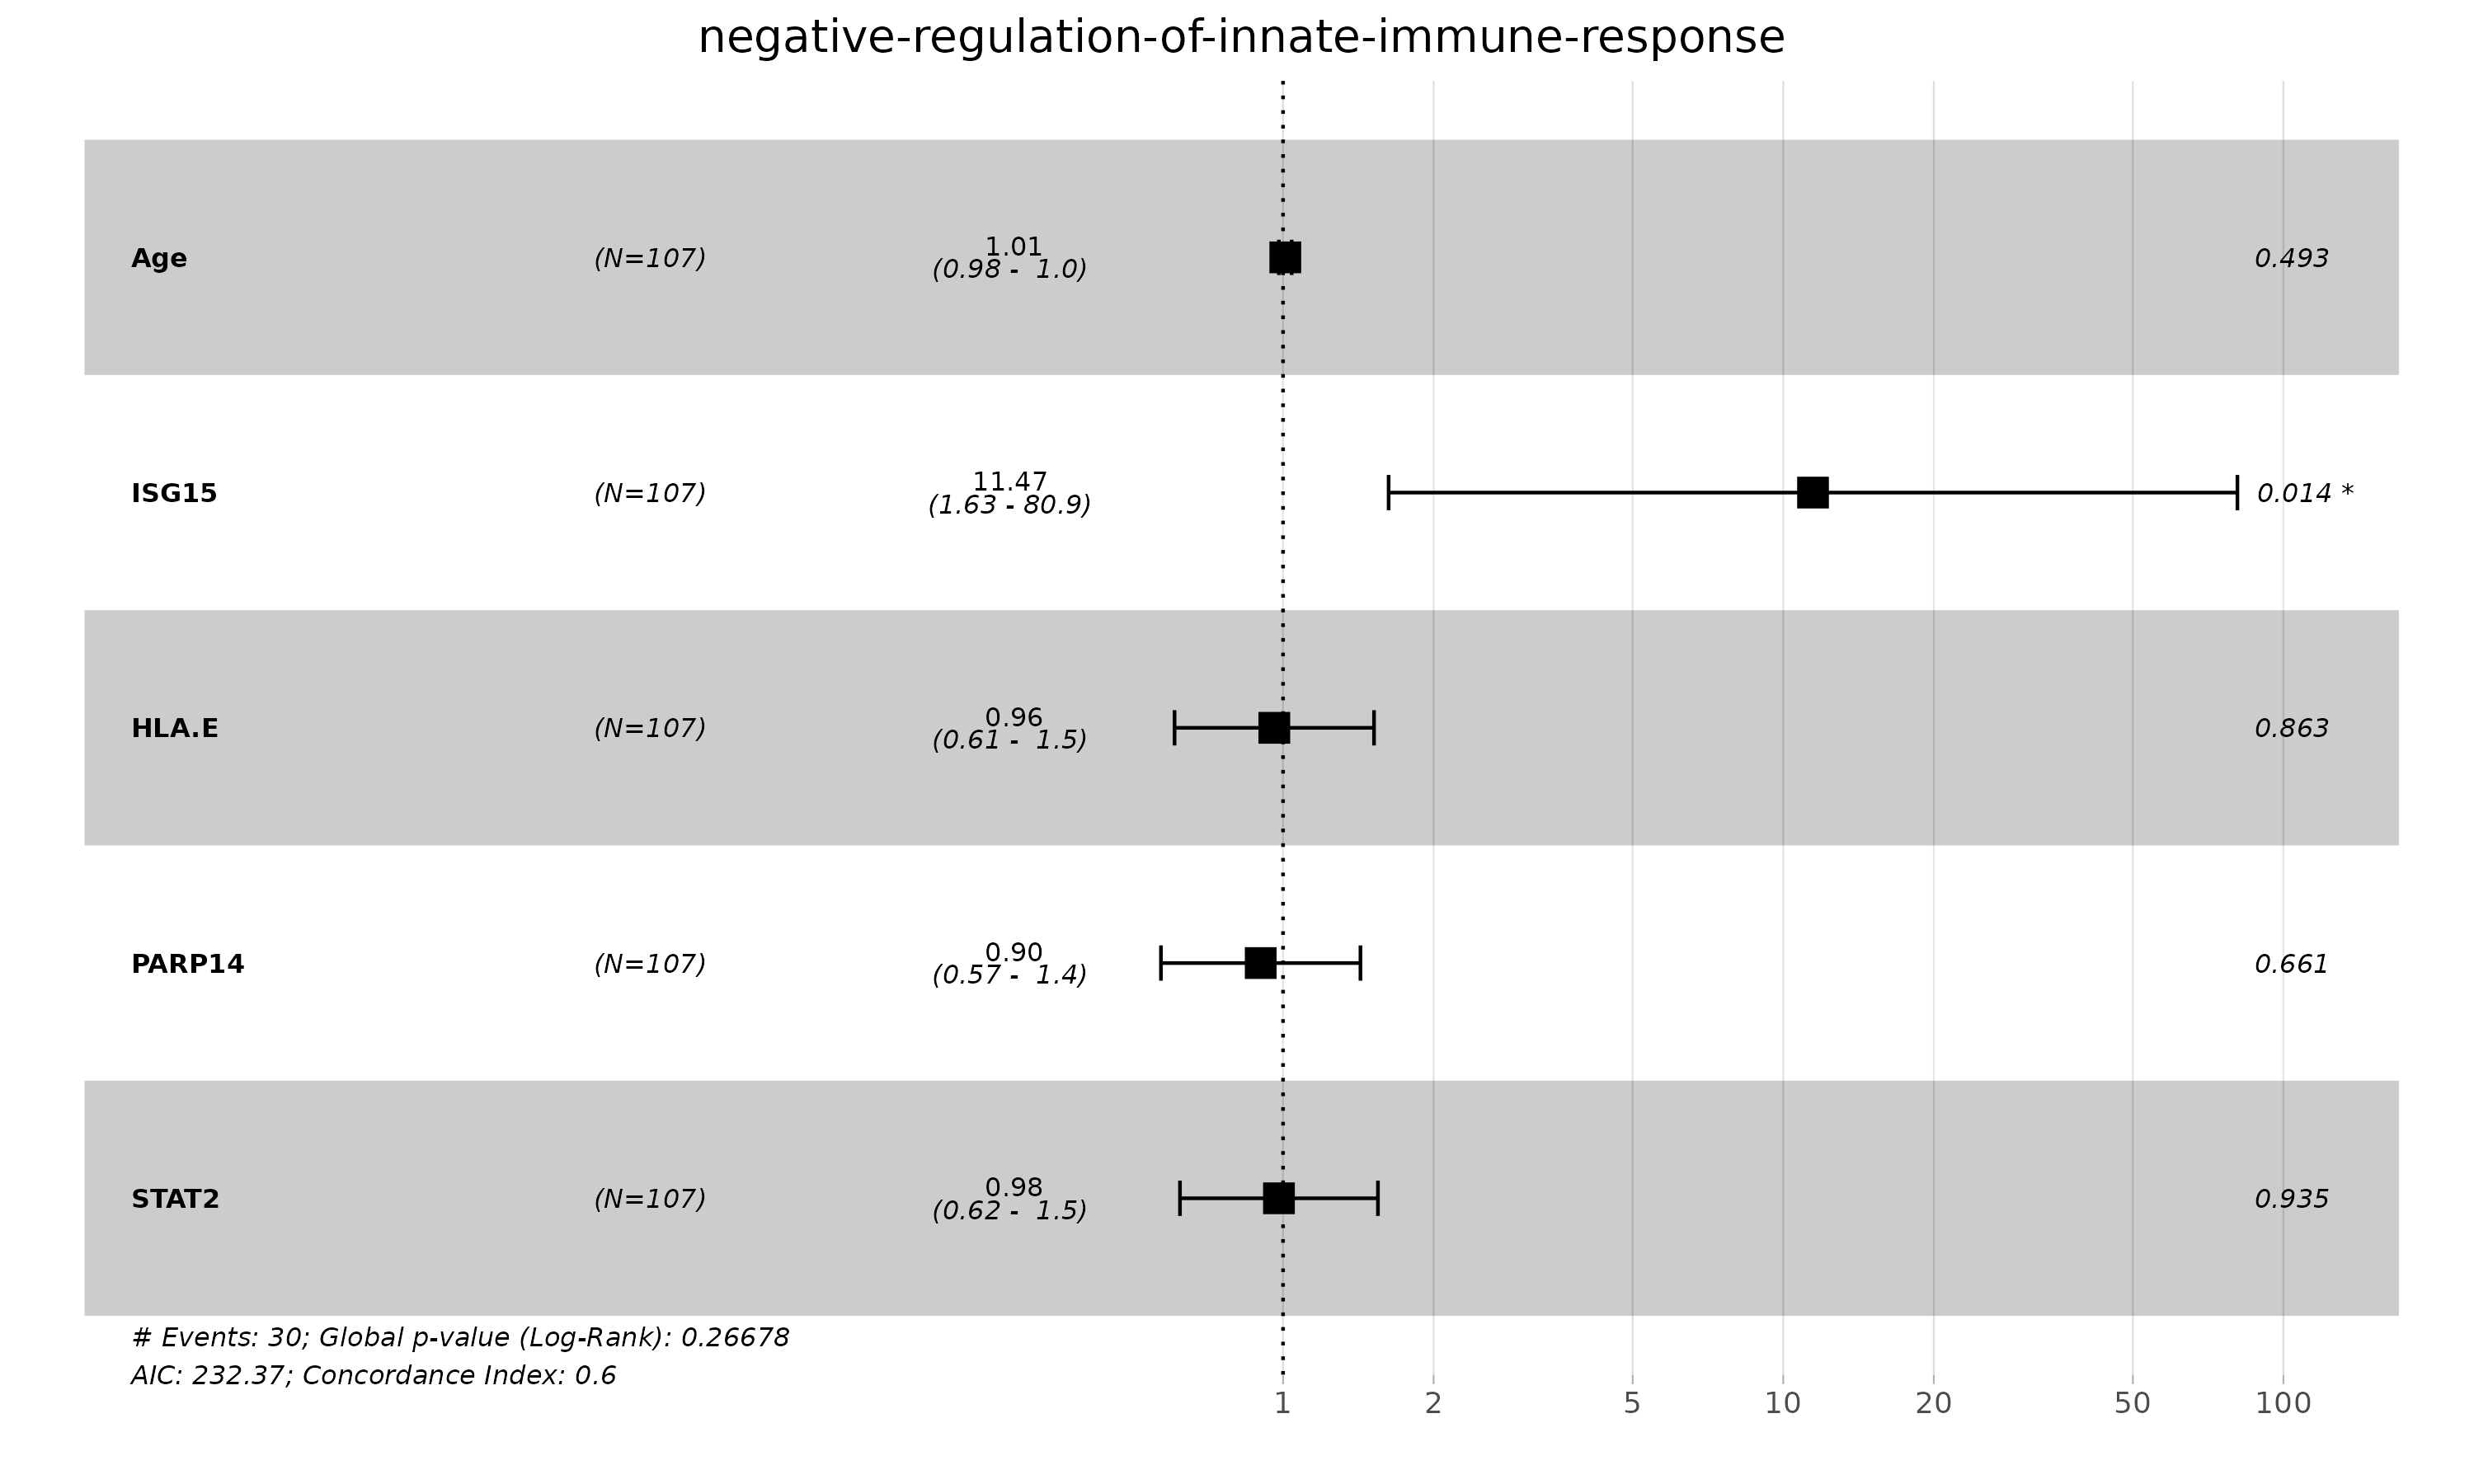 negative-regulation-of-innate-immune-response
Age (N=107) 1.01 0.493
(0.98 - 1.0)
ISG15 (N=107) 11.47 0.014 *
(1.63 - 80.9)
HLA.E (N=107) 0.96 0.863
(0.61 - 1.5)
PARP14 (N=107) 0.90 0.661
(0.57 - 1.4)
STAT2 (N=107) 0.98 0.935
(0.62 - 1.5)
# Events: 30; Global p-value (Log-Rank): 0.26678
AIC: 232.37; Concordance Index: 0.6
1 2 5 10 20 50 100